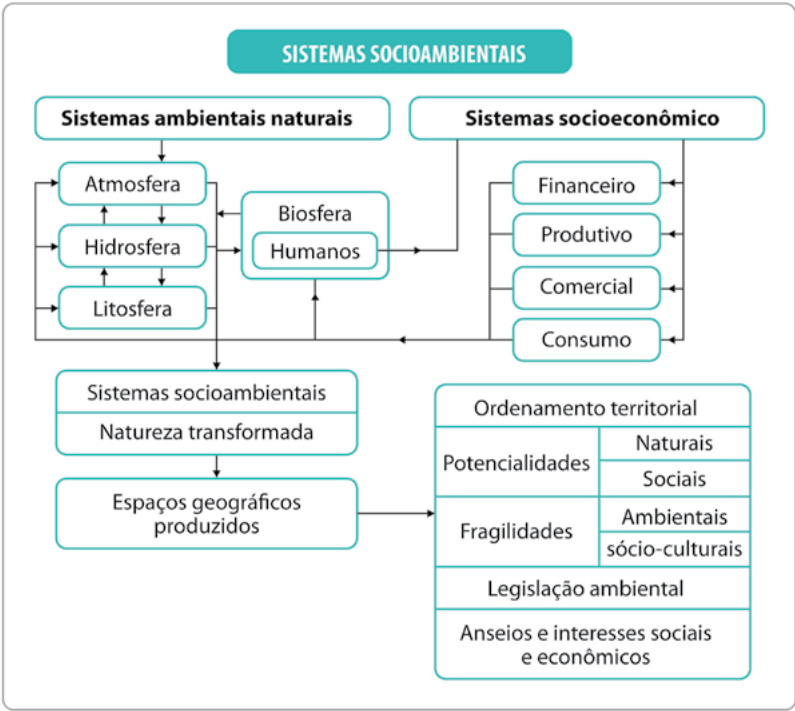 SISTEMAS SOCIOAMBIENTAIS
Sistemas ambientais naturais
Sistemas socioeconômico
Atmosfera
Hidrosfera
Litosfera
Biosfera
Humanos
Financeiro
Produtivo
Comercial
Consumo
Sistemas socioambientais
Natureza transformada
Espaços geográficos
produzidos
Ordenamento territorial
Potencialidades
Naturais
Sociais
Fragilidades
Ambientais
sócio-culturais
Legislação ambiental
Anseios e interesses sociais
e econômicos